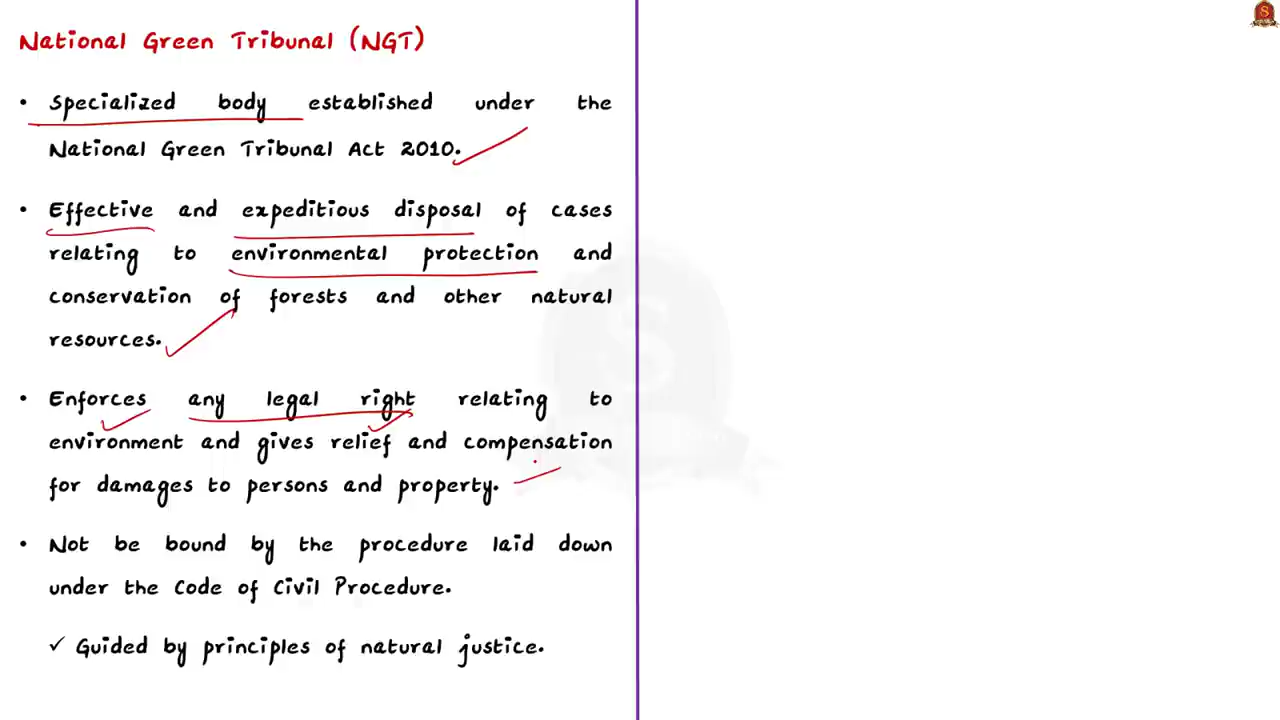 National Green Tribunal (NGT)
• Specialized body established under the
National Green Tribunal Act 2010.
• Effective and expeditious disposal of cases
relating to environmental protection and
conservation of forests and other natural
resources.
• Enforces any legal right relating to
environment and gives relief and compensation
for damages to persons and property.
• Not be bound by the procedure laid down
under the Code of Civil Procedure.
✓ Guided by principles of natural justice.